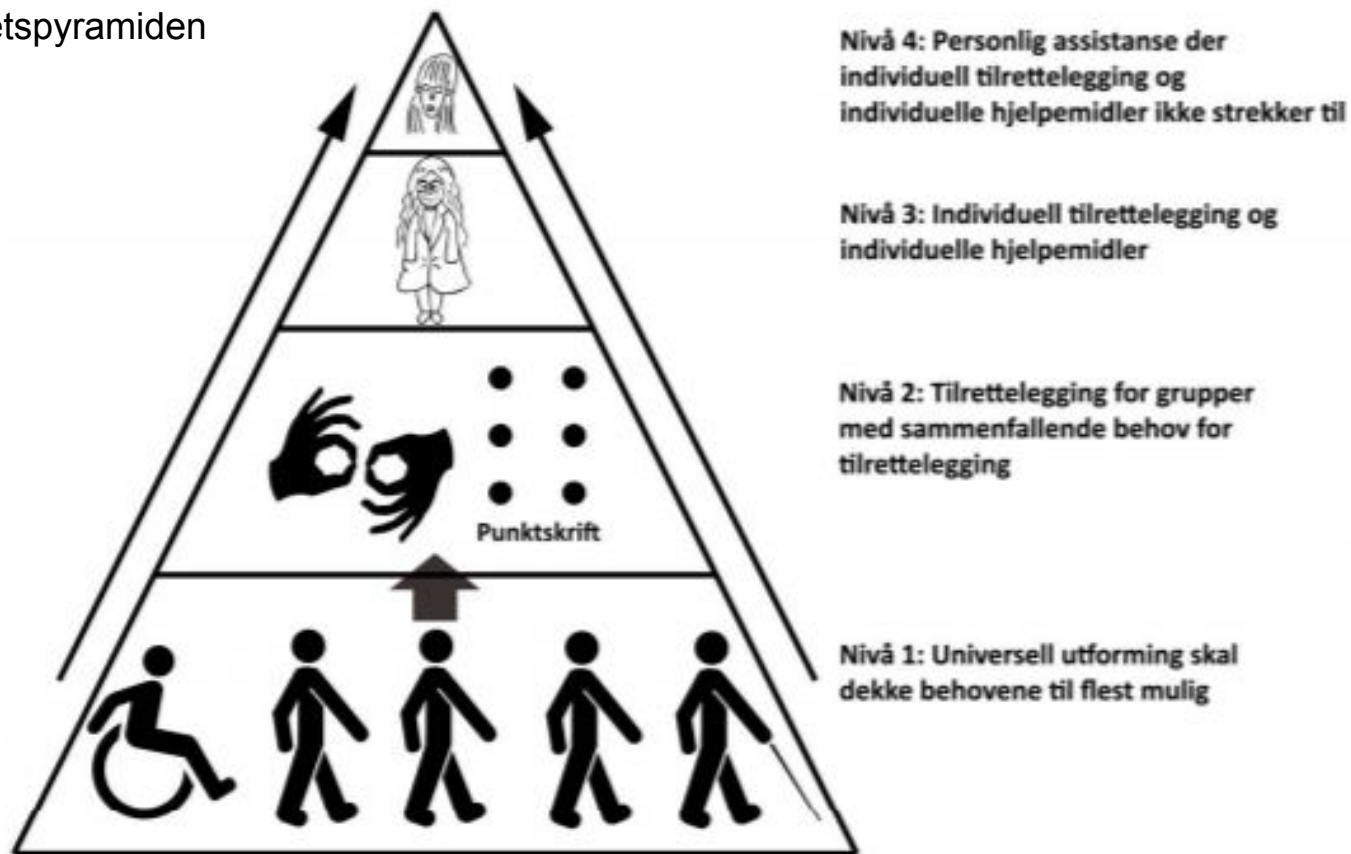 etspyramiden
Nivå 4: Personlig assistanse der
individuell tilrettelegging og
individuelle hjelpemidler ikke strekker til
Nivå 3: Individuell tilrettelegging og
individuelle hjelpemidler
Nivå 2: Tilrettelegging for grupper
med sammenfallende behov for
tilrettelegging
Punktskrift
Nivå 1: Universell utforming skal
dekke behovene til flest mulig